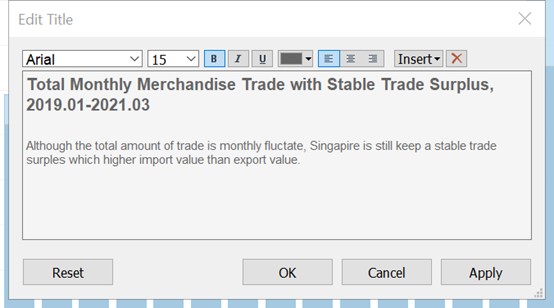 Edit Title
Arial
15
B
I
U
Insert
Total Monthly Merchandise Trade with Stable Trade Surplus,
2019.01-2021.03
Although the total amount of trade is monthly fluctate, Singapire is still keep a stable trade
surples which higher import value than export value.
Reset
OK
Cancel
Apply